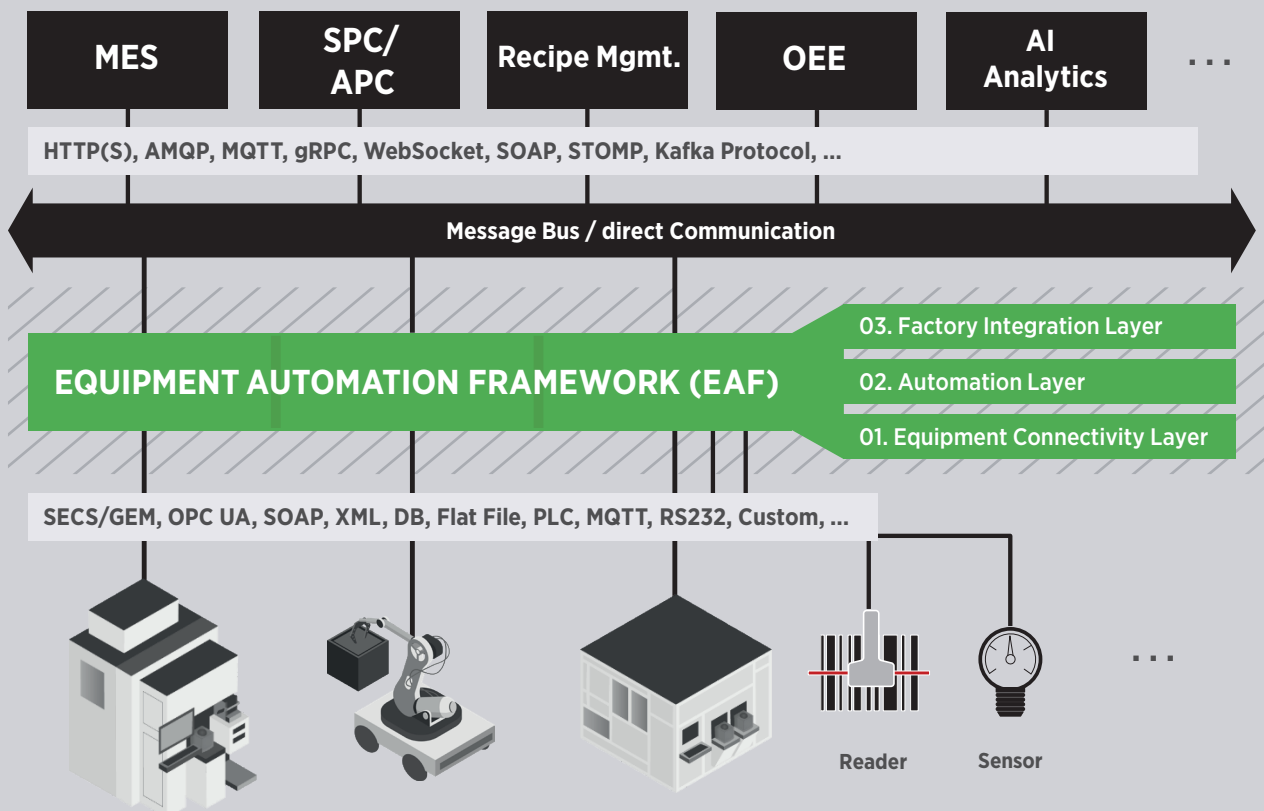 MES
SPC/
APC
Recipe Mgmt.
OEE
AI
Analytics
...
HTTP(S), AMQP, MQTT, gRPC, WebSocket, SOAP, STOMP, Kafka Protocol, ...
Message Bus / direct Communication
EQUIPMENT AUTOMATION FRAMEWORK (EAF)
03. Factory Integration Layer
02. Automation Layer
01. Equipment Connectivity Layer
SECS/GEM, OPC UA, SOAP, XML, DB, Flat File, PLC, MQTT, RS232, Custom, ...
...
Reader
Sensor